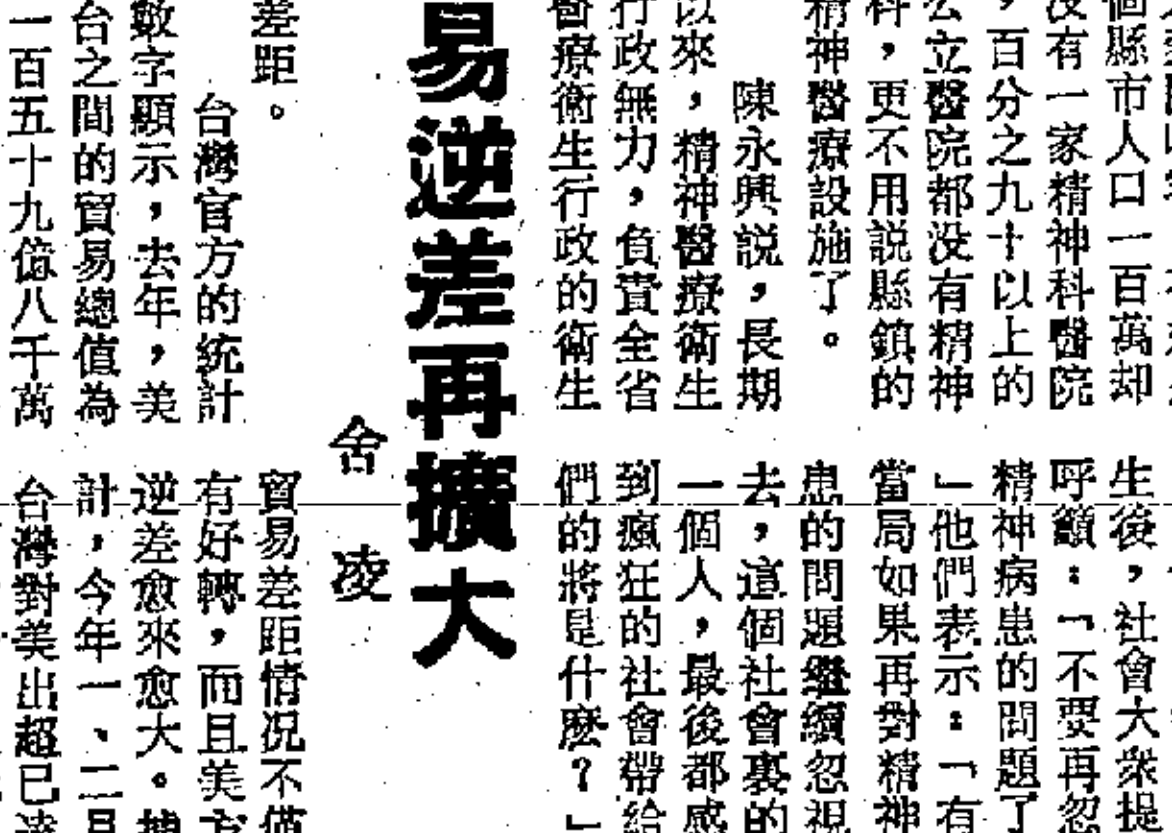 個縣市人口一百萬却
没有一家精神科醫院
，百分之九十以上的
公立醫院都没有精神
科，更不用説縣鎮的
精神醫療設施了。
陳永興説，長期
以來，精神醫療衛生
行政無力，負責全省
醫療衛生行政的衛生
生後，社會大衆提
呼籲：「不要再忽
精神病患的問題了
」他們表示：「有
當局如果再對精神
患的問題繼續忽視
去，這個社會裏的
一個人，最後都感
到瘋狂的社會帶給
們的將是什麽？」
易逆差再擴大
舍凌
差距。
台灣官方的統計
數字顯示，去年，美
台之間的貿易總值為
一百五十九億八千萬
貿易差距情况不僅
有好轉，而且美方
逆差愈來愈大。據
計，今年一、二月
台灣對美出超已